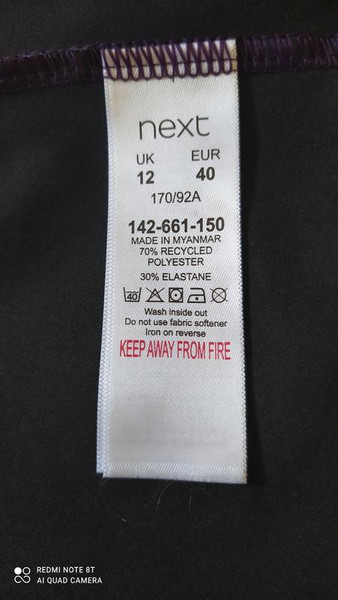 next
UK EUR
12 40
170/92A
142-661-150
MADE IN MYANMAR
70% RECYCLED
POLYESTER
30% ELASTANE
40
Wash inside out
Do not use fabric softener
Iron on reverse
KEEP AWAY FROM FIRE
REDMI NOTE 8T
AI QUAD CAMERA